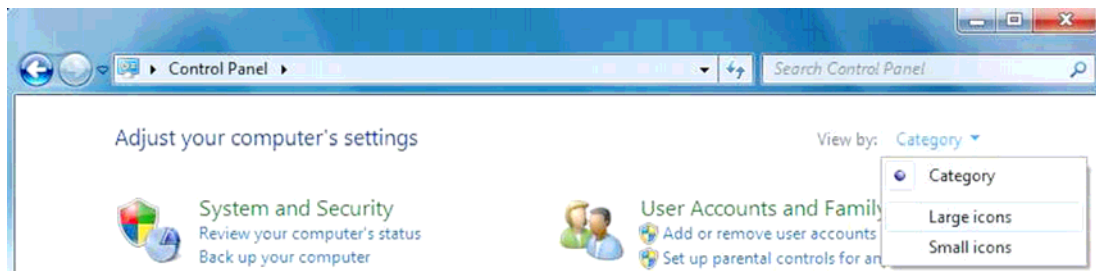 Control Panel
Search Control Panel
Adjust your computer's settings
View by: Category
Category
Large icons
Small icons
System and Security
Review your computer's status
Back up your computer
User Accounts and Family
Add or remove user accounts
Set up parental controls for